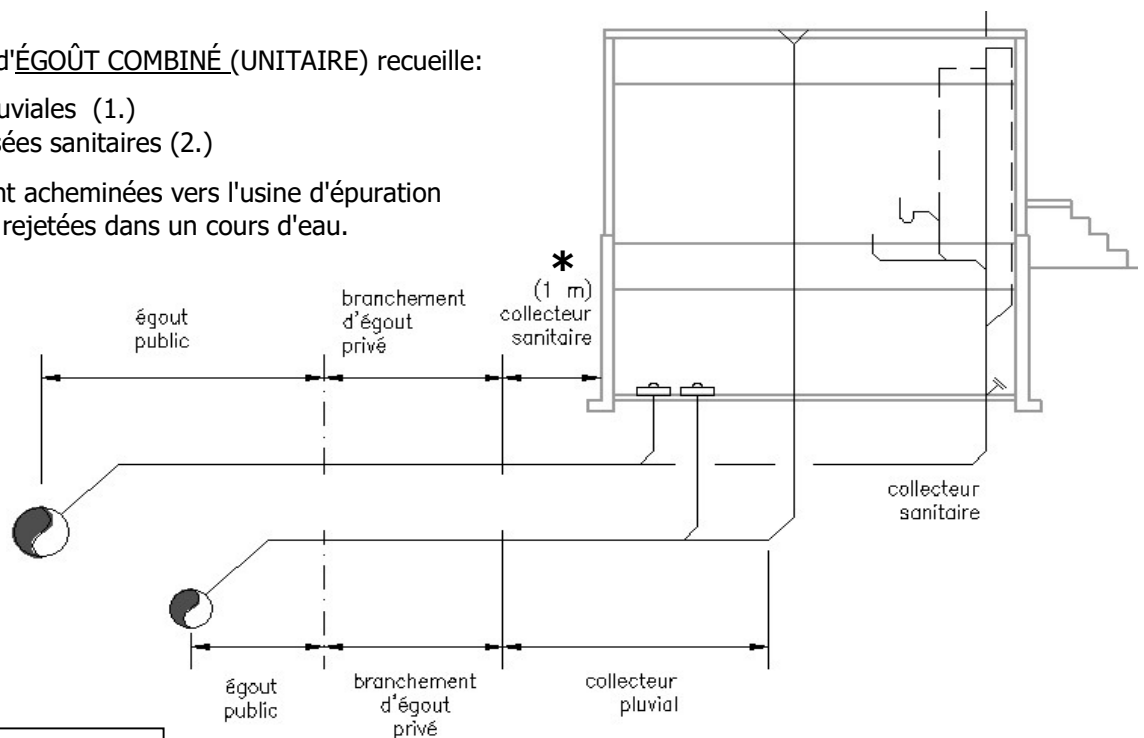 d'ÉGOÛT COMBINÉ (UNITAIRE) recueille:
uviales (1.)
sées sanitaires (2.)
nt acheminées vers l'usine d'épuration
rejetées dans un cours d'eau.
*
(1 m)
collecteur
sanitaire
branchement
d'égout
privé
égout
public
collecteur
sanitaire
égout
public
branchement
d'égout
privé
collecteur
pluvial